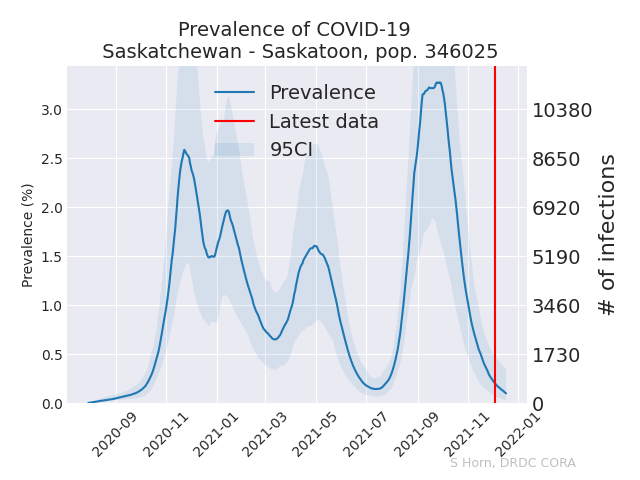 Prevalence of COVID-19
Saskatchewan - Saskatoon, pop. 346025
Prevalence
Latest data
95CI
Prevalence (%)
3.0
2.5
2.0
1.5
1.0
0.5
0.0
10380
8650
6920
5190
3460
1730
0
# of infections
2020-09
2020-11
2021-01
2021-03
2021-05
2021-07
2021-09
2021-11
2022-01
S Horn, DRDC CORA